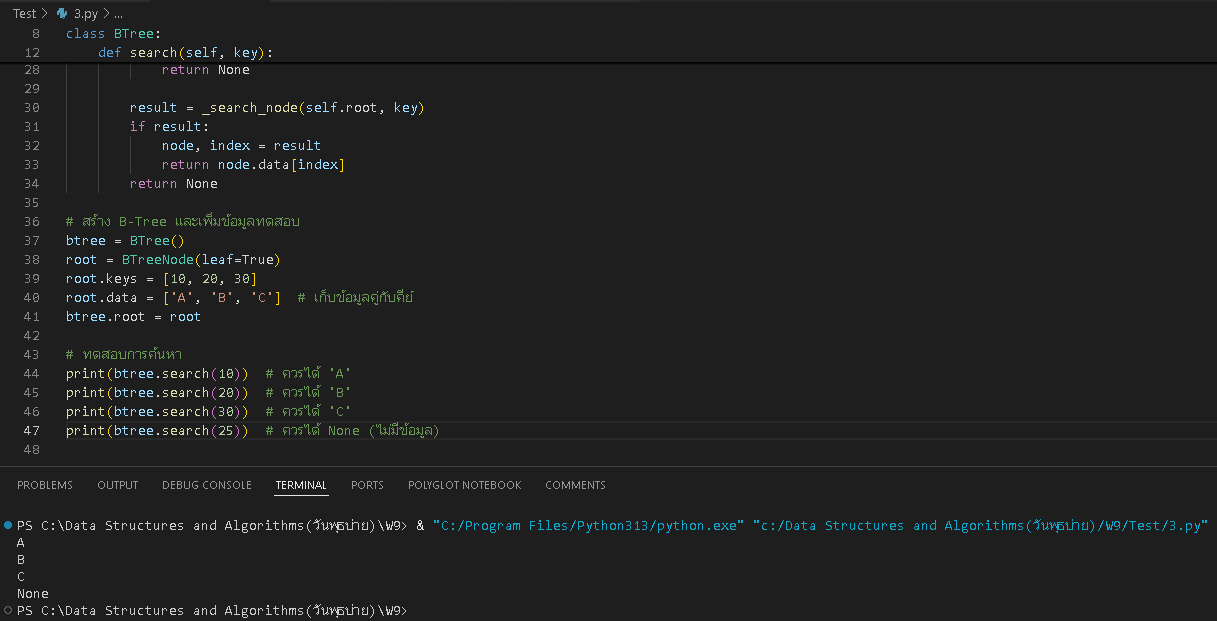 Test > 3.py > ...
8 class BTree:
12 def search(self, key):
28 return None
29
30 result = _search_node(self.root, key)
31 if result:
32 node, index = result
33 return node.data[index]
34 return None
35
36 # สร้าง B-Tree และเพิ่มข้อมูลทดสอบ
37 btree = BTree()
38 root = BTreeNode(leaf=True)
39 root.keys = [10, 20, 30]
40 root.data = ['A', 'B', 'C']  # เก็บข้อมูลคู่กับคีย์
41 btree.root = root
42
43 # ทดสอบการค้นหา
44 print(btree.search(10))  # ควรได้ 'A'
45 print(btree.search(20))  # ควรได้ 'B'
46 print(btree.search(30))  # ควรได้ 'C'
47 print(btree.search(25))  # ควรได้ None (ไม่มีข้อมูล)
48
PROBLEMS OUTPUT DEBUG CONSOLE TERMINAL PORTS POLYGLOT NOTEBOOK COMMENTS
PS C:\Data Structures and Algorithms(วันพุธบ่าย)\W9> & "C:/Program Files/Python313/python.exe" "c:/Data Structures and Algorithms(วันพุธบ่าย)/W9/Test/3.py"
A
B
C
None
PS C:\Data Structures and Algorithms(วันพุธบ่าย)\W9>